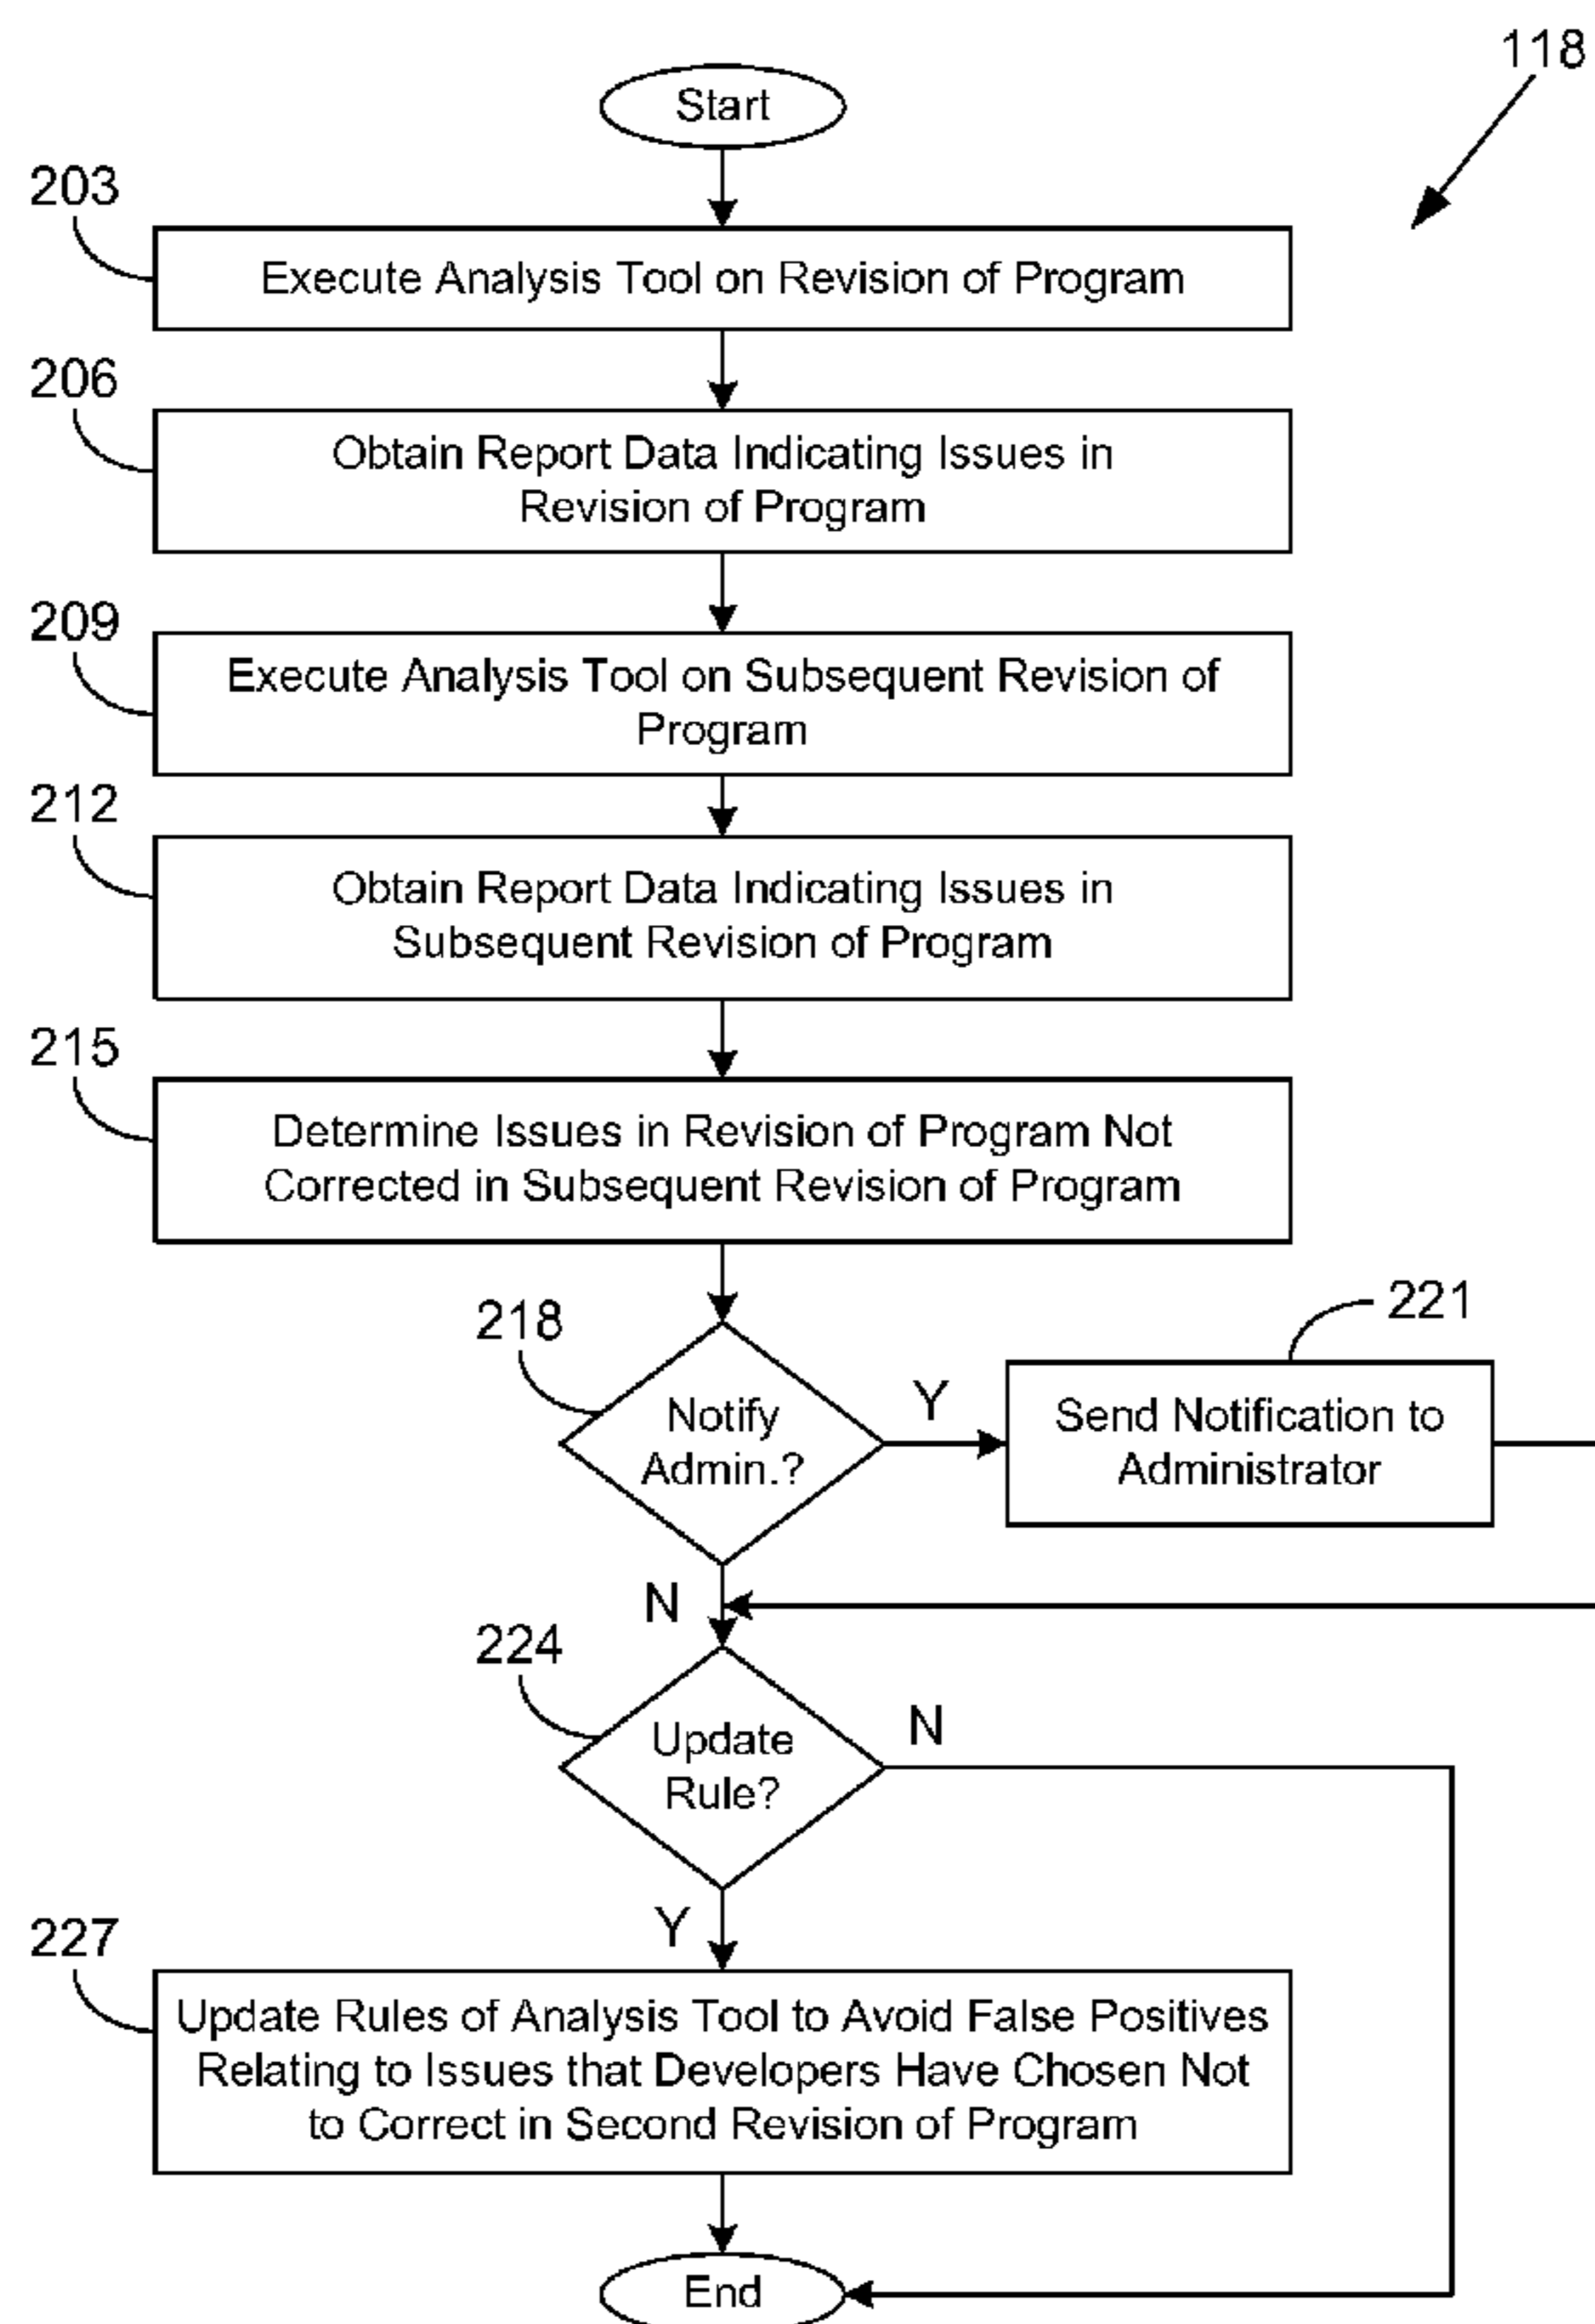 118
Start
203
Execute Analysis Tool on Revision of Program
206
Obtain Report Data Indicating Issues in
Revision of Program
209
Execute Analysis Tool on Subsequent Revision of
Program
212
Obtain Report Data Indicating Issues in
Subsequent Revision of Program
215
Determine Issues in Revision of Program Not
Corrected in Subsequent Revision of Program
218
Notify
Admin.?
Y
221
Send Notification to
Administrator
N
224
Update
Rule?
N
Y
227
Update Rules of Analysis Tool to Avoid False Positives
Relating to Issues that Developers Have Chosen Not
to Correct in Second Revision of Program
End